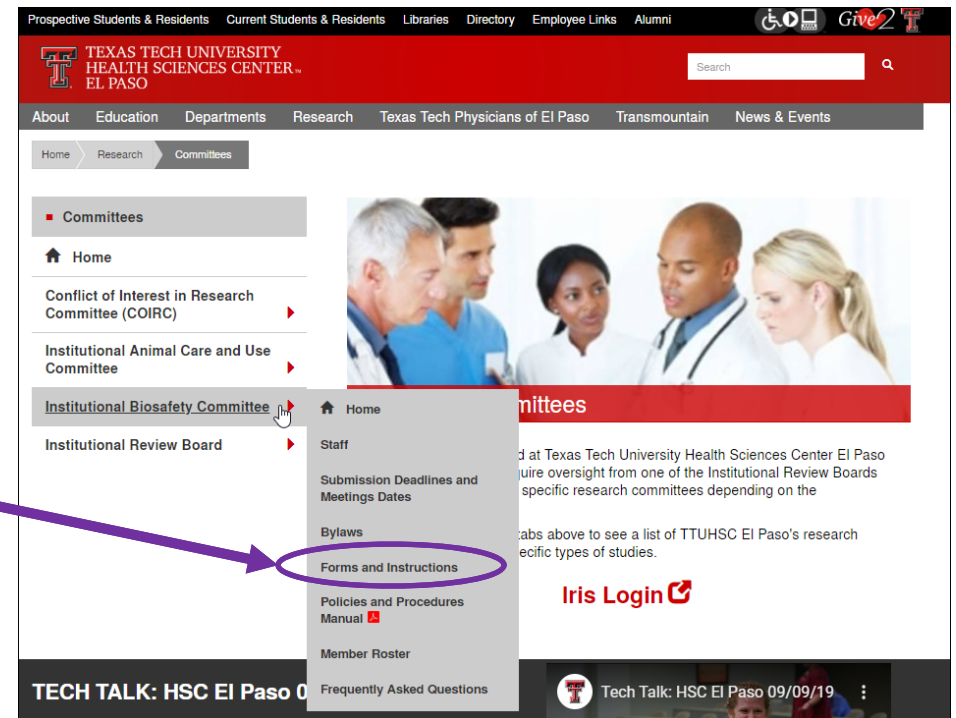 Prospective Students & Residents Current Students & Residents Libraries Directory Employee Links Alumni Give2
TEXAS TECH UNIVERSITY
HEALTH SCIENCES CENTER™
EL PASO
Search
About Education Departments Research Texas Tech Physicians of El Paso Transmountain News & Events
Home Research Committees
Committees
Home
Conflict of Interest in Research
Committee (COIRC)
Institutional Animal Care and Use
Committee
Institutional Biosafety Committee
Institutional Review Board
Home
Staff
Submission Deadlines and
Meetings Dates
Bylaws
Forms and Instructions
Policies and Procedures
Manual
Member Roster
Frequently Asked Questions
mittees
d at Texas Tech University Health Sciences Center El Paso
quire oversight from one of the Institutional Review Boards
specific research committees depending on the
tabs above to see a list of TTUHSC El Paso's research
ecific types of studies.
Iris Login
TECH TALK: HSC El Paso 0
Tech Talk: HSC El Paso 09/09/19